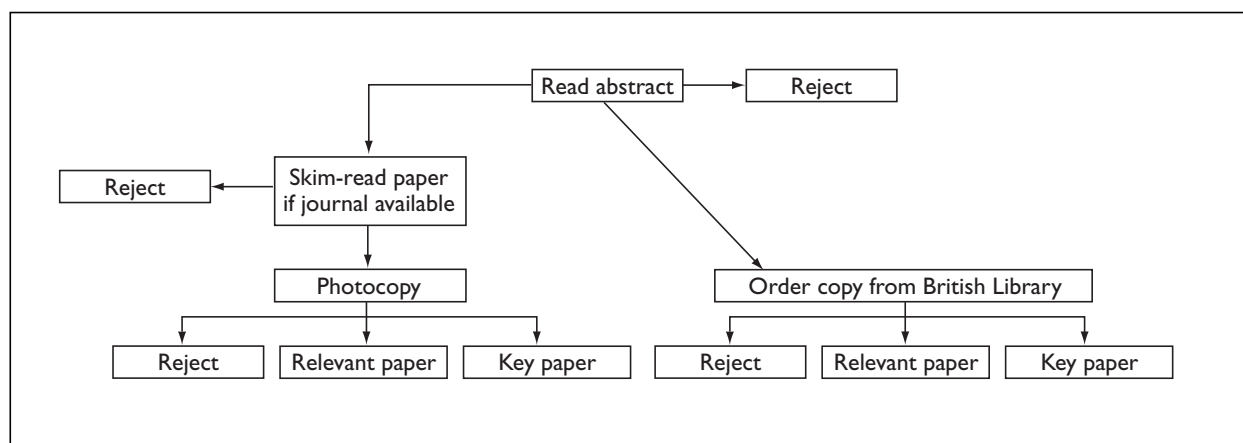 Read abstract
Reject
Skim-read paper
if journal available
Reject
Photocopy
Order copy from British Library
Reject
Relevant paper
Key paper
Reject
Relevant paper
Key paper